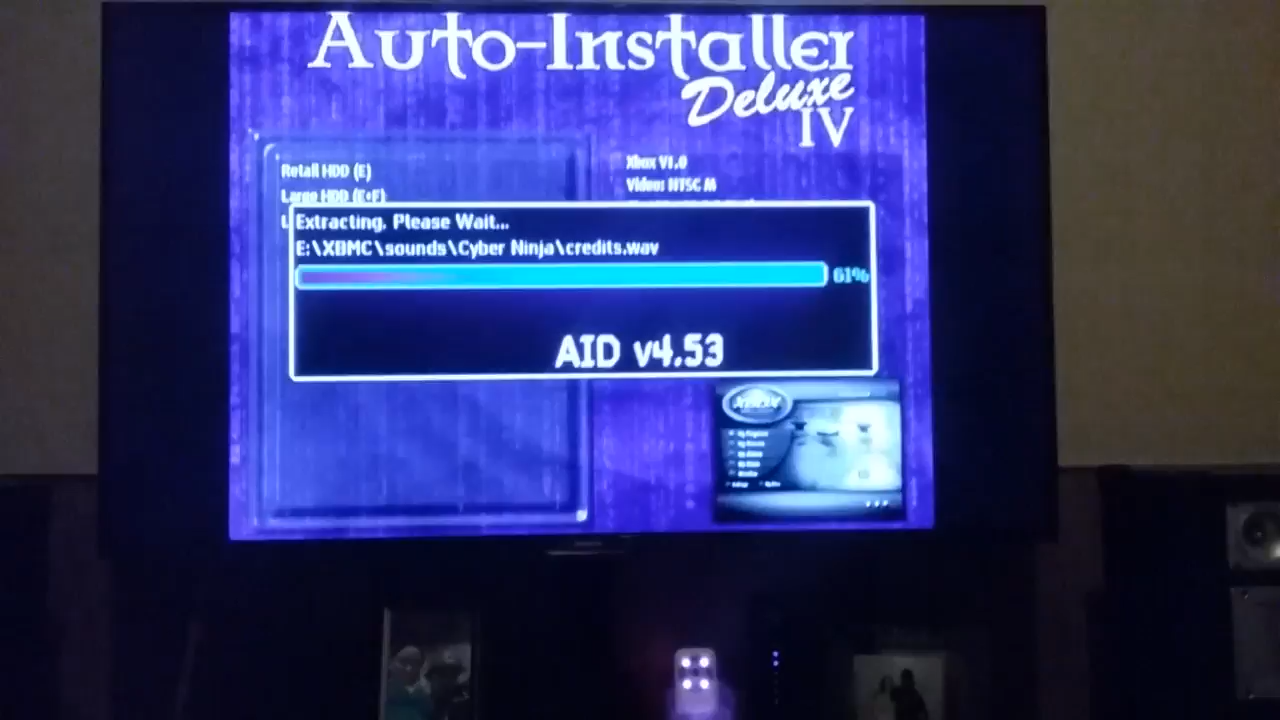 Auto-Installer
Deluxe
IV
Retail HDD (E)
Xbox V1.0
Large HDD (E+F)
Video: NTSC M
Extracting, Please Wait...
E:\XBMC\sounds\Cyber Ninja\credits.wav
61%
AID v4.53